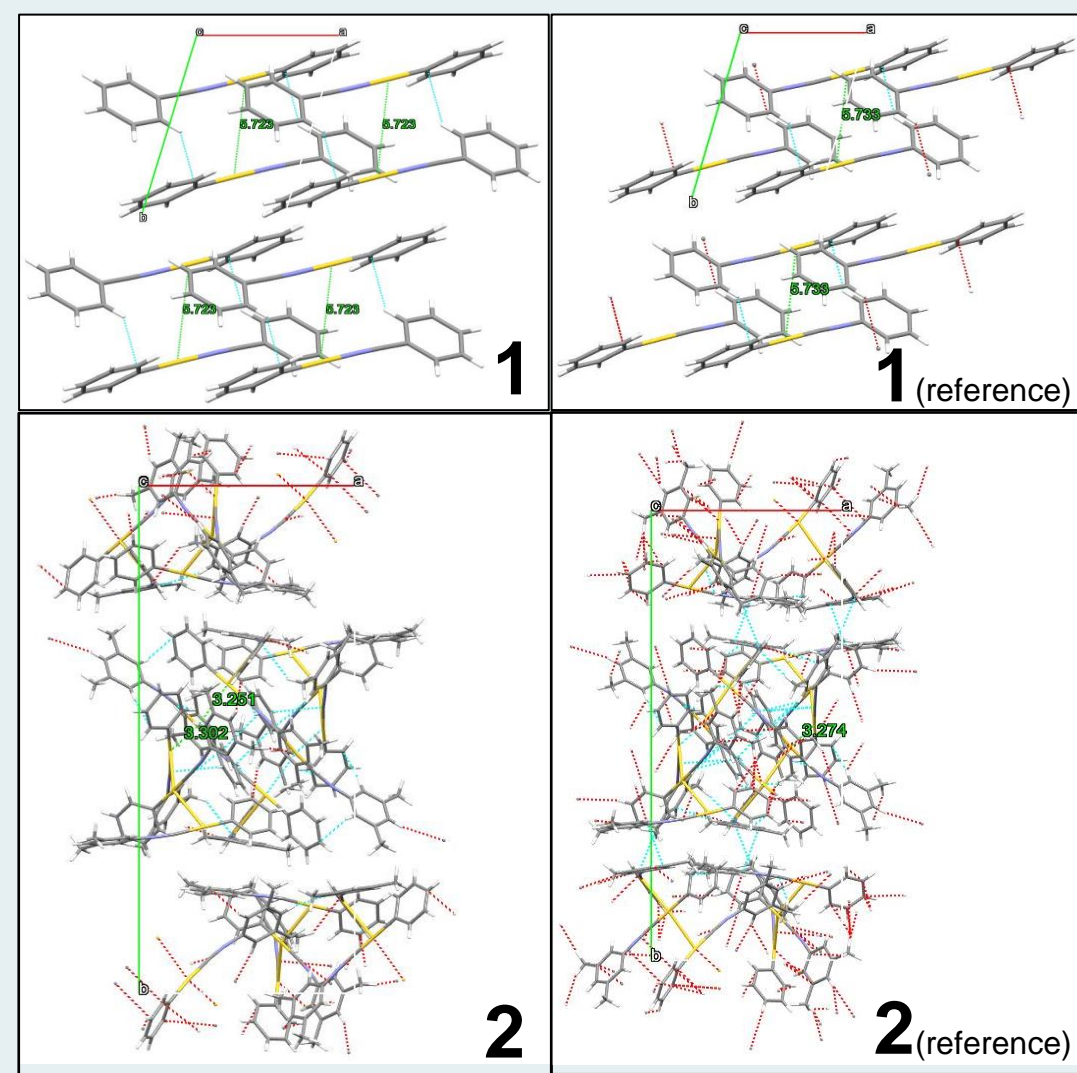 c a
5.723 5.723
b
5.723 5.723
1
c a
5.733
b
5.733
1 (reference)
c a
3.251
3.302
b
2
c a
3.274
b
2 (reference)